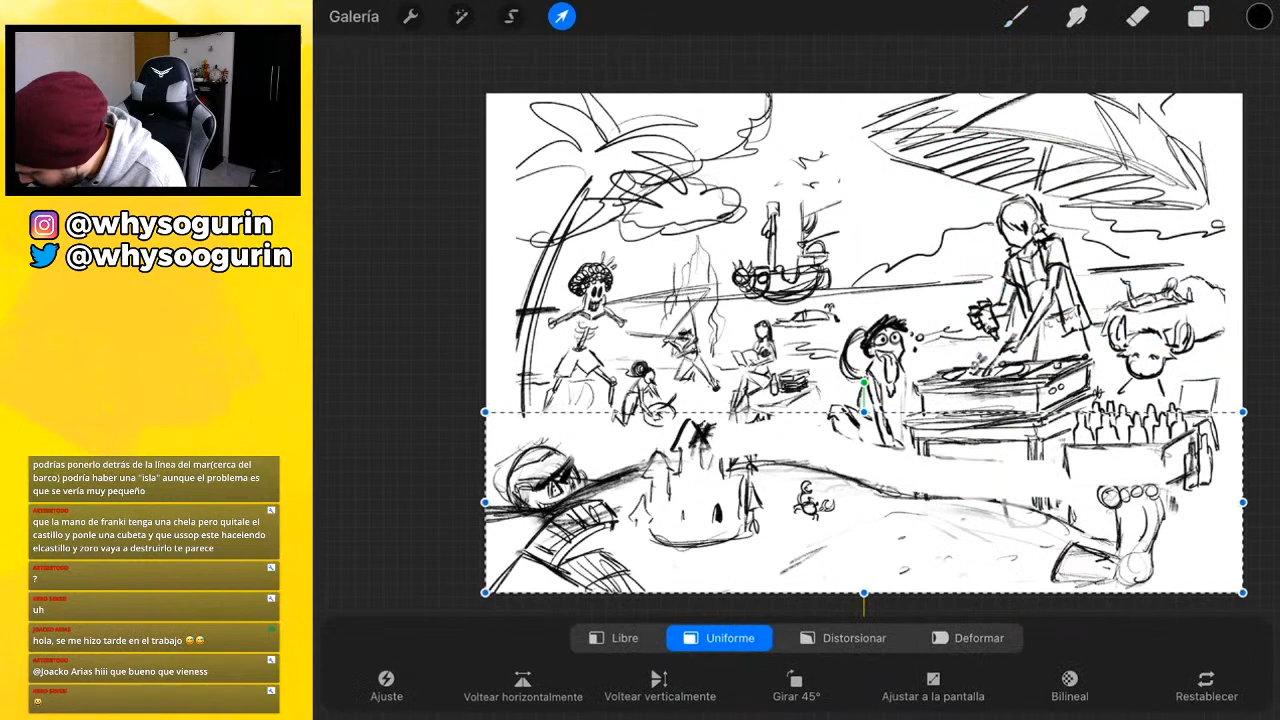 Galería
@whysogurin
@whysoogurin
podrías ponerlo detrás de la línea del mar(cerca del
barco) podría haber una "isla" aunque el problema es
que se vería muy pequeño
que la mano de franki tenga una chela pero quitale el
castillo y ponle una cubeta y que ussop este haceiendo
elcastillo y zoro vaya a destruirlo te parece
?
uh
hola, se me hizo tarde en el trabajo 😅😅
@Joacko Arias hiii que bueno que vieness
Libre
Uniforme
Distorsionar
Deformar
Ajuste
Voltear horizontalmente
Voltear verticalmente
Girar 45°
Ajustar a la pantalla
Bilineal
Restablecer